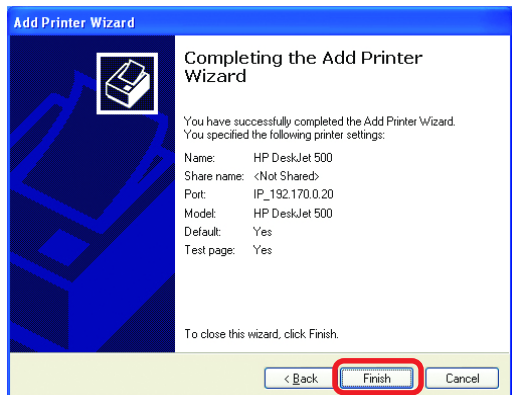 Add Printer Wizard
Completing the Add Printer
Wizard
You have successfully completed the Add Printer Wizard.
You specified the following printer settings:
Name: HP DeskJet 500
Share name: <Not Shared>
Port: IP_192.170.0.20
Model: HP DeskJet 500
Default: Yes
Test page: Yes
To close this wizard, click Finish.
< Back Finish Cancel